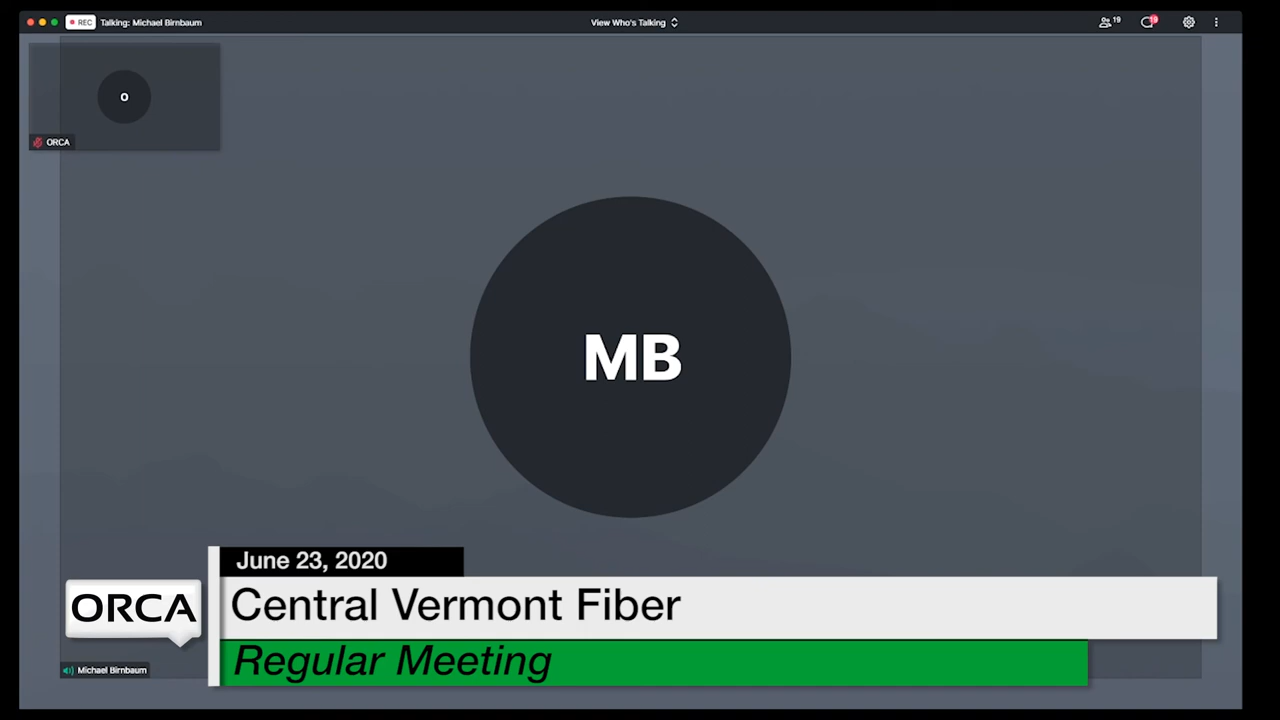 REC Talking: Michael Birnbaum
View Who's Talking
19
19
O
ORCA
MB
June 23, 2020
ORCA
Central Vermont Fiber
Regular Meeting
Michael Birnbaum